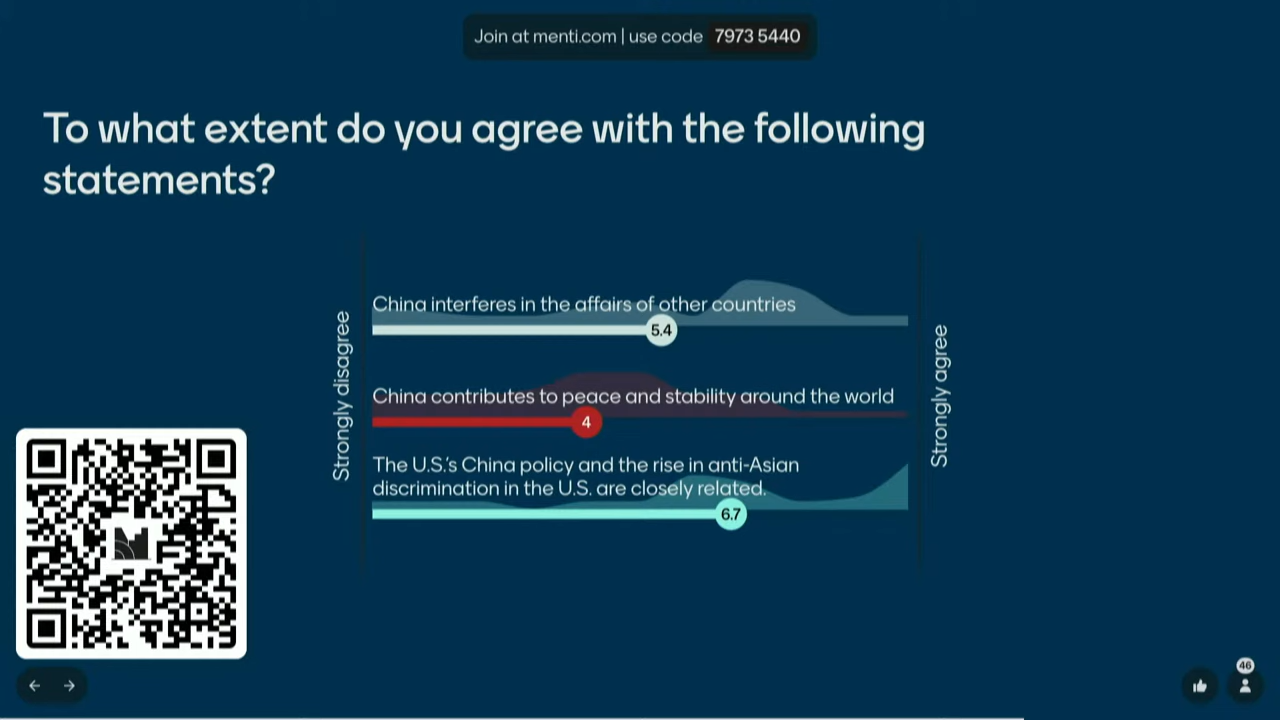 Join at menti.com | use code 7973 5440
To what extent do you agree with the following
statements?
Strongly disagree
China interferes in the affairs of other countries
5.4
China contributes to peace and stability around the world
4
The U.S.'s China policy and the rise in anti-Asian
discrimination in the U.S. are closely related.
6.7
Strongly agree
46